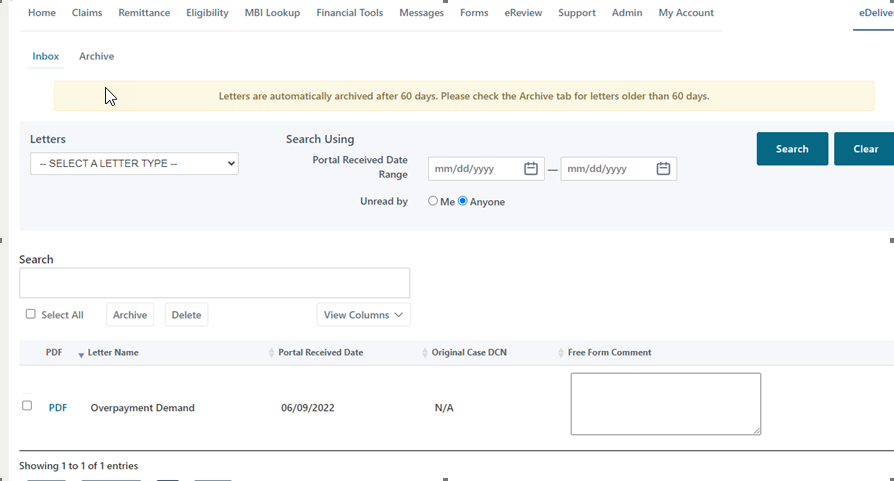 Home Claims Remittance Eligibility MBI Lookup Financial Tools Messages Forms eReview Support Admin My Account
Inbox Archive
Letters are automatically archived after 60 days. Please check the Archive tab for letters older than 60 days.
Letters Search Using
-- SELECT A LETTER TYPE --
Portal Received Date
Range
mm/dd/yyyy — mm/dd/yyyy
Search Clear
Unread by Me Anyone
Search
Select All Archive Delete View Columns
PDF Letter Name Portal Received Date Original Case DCN Free Form Comment
PDF Overpayment Demand 06/09/2022 N/A
Showing 1 to 1 of 1 entries